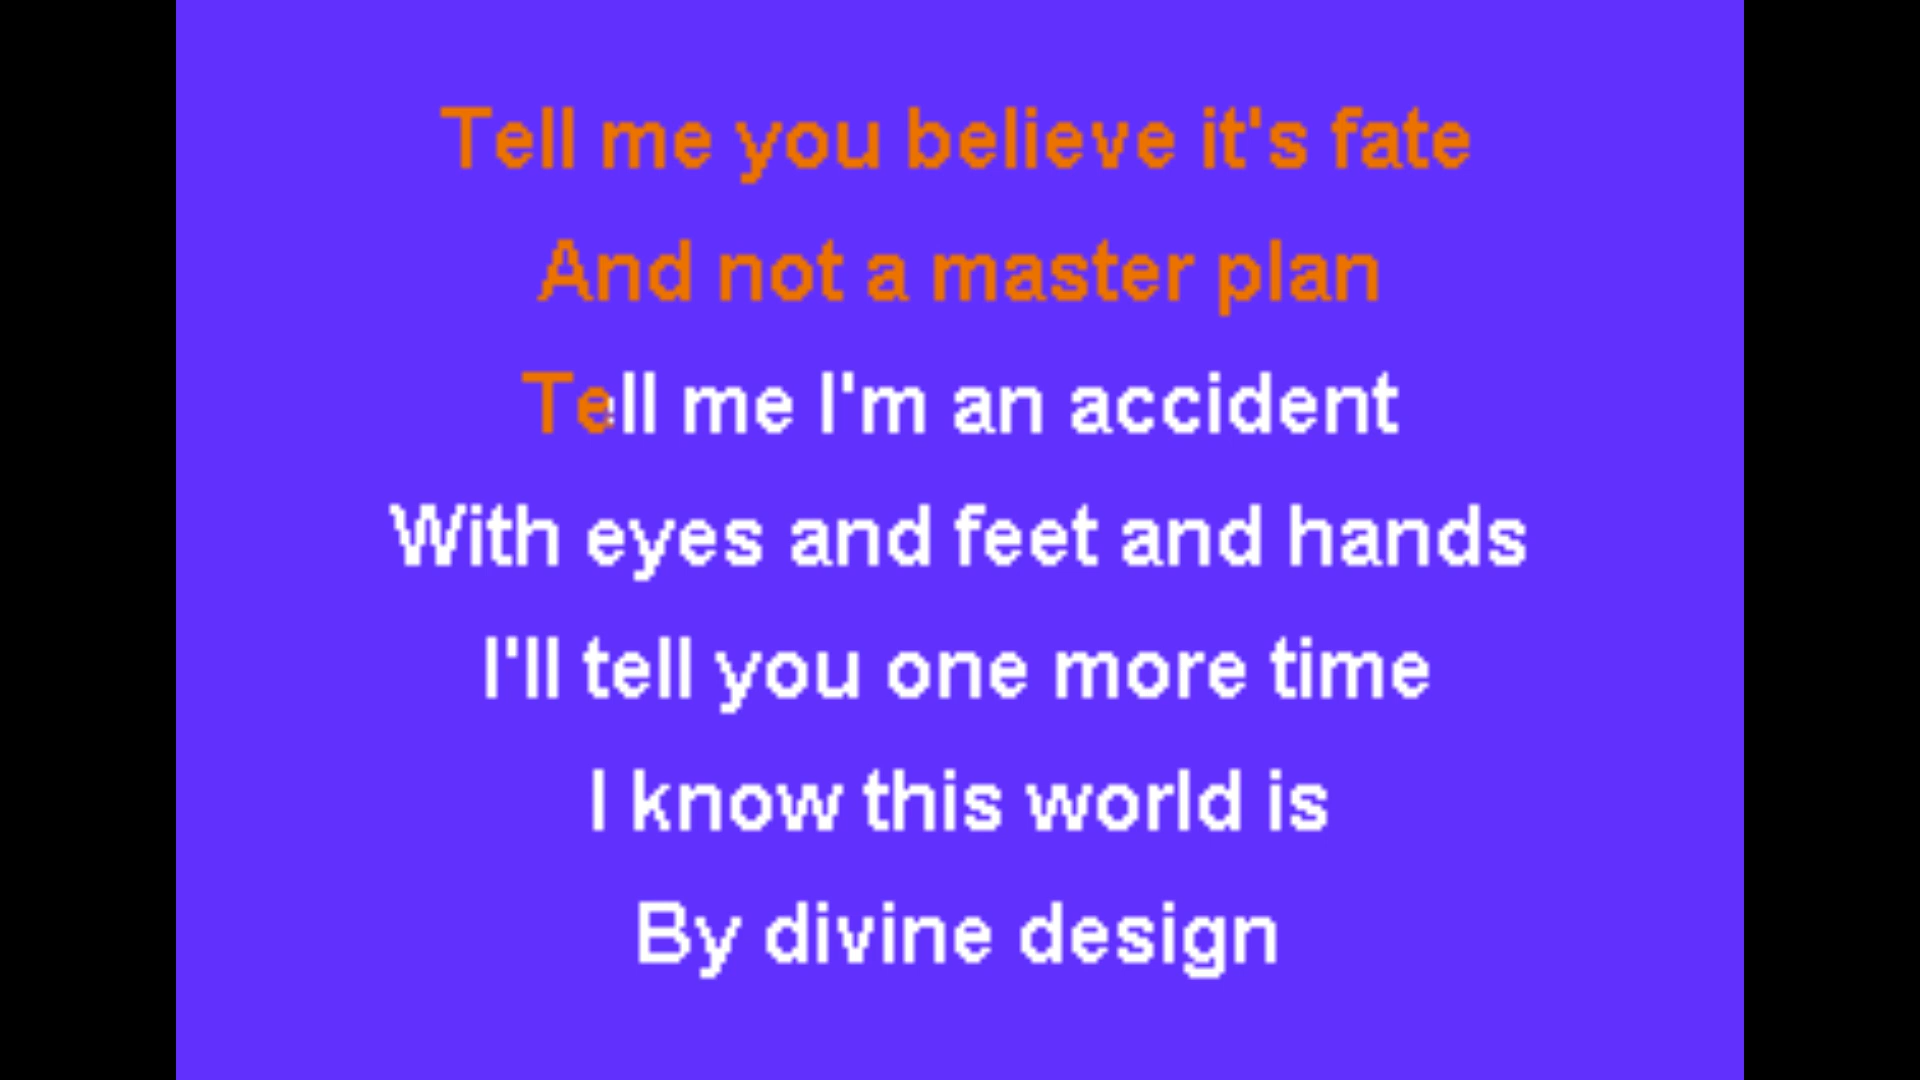 Tell me you believe it's fate
And not a master plan
Tell me I'm an accident
With eyes and feet and hands
I'll tell you one more time
I know this world is
By divine design